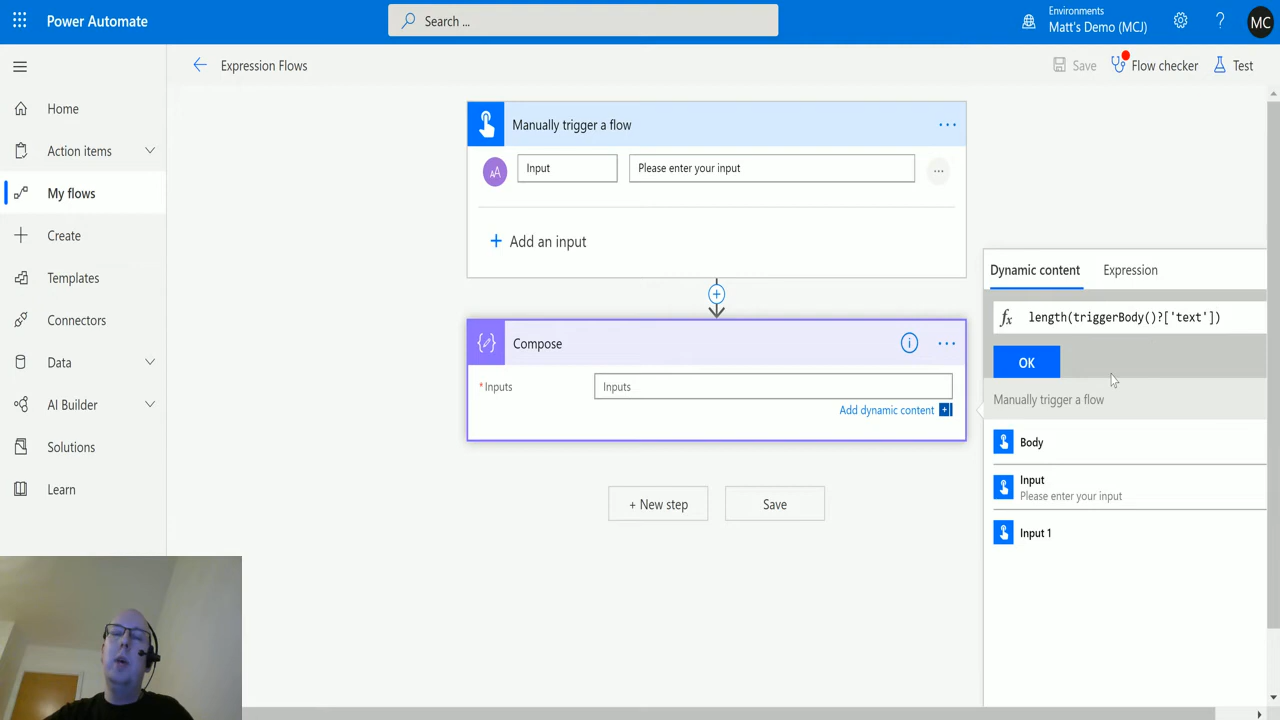 Power Automate
Search ...
Environments
Matt's Demo (MCJ)
?
MC
Expression Flows
Save
Flow checker
Test
Home
Action items
My flows
Create
Templates
Connectors
Data
AI Builder
Solutions
Learn
Manually trigger a flow
...
AA
Input
Please enter your input
...
+ Add an input
Compose
...
* Inputs
Inputs
Add dynamic content
+ New step
Save
Dynamic content
Expression
fx length(triggerBody()?['text'])
OK
Manually trigger a flow
Body
Input
Please enter your input
Input 1